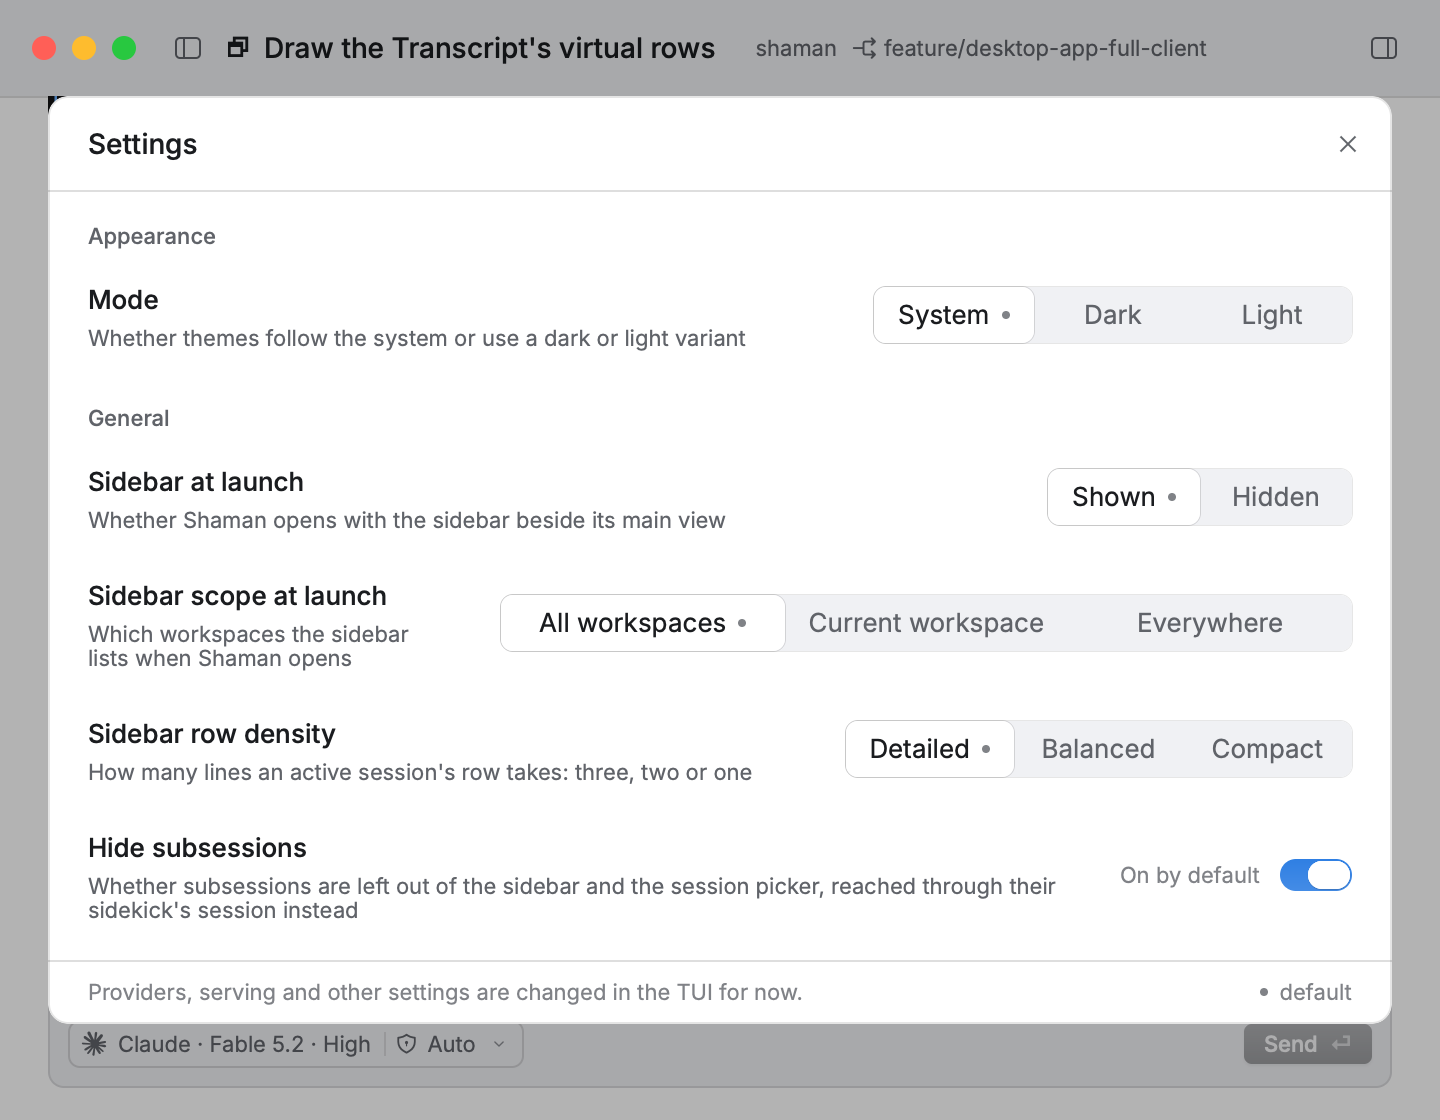 Draw the Transcript's virtual rows shaman feature/desktop-app-full-client
Settings
Appearance
Mode
Whether themes follow the system or use a dark or light variant
System • Dark Light
General
Sidebar at launch
Whether Shaman opens with the sidebar beside its main view
Shown • Hidden
Sidebar scope at launch
Which workspaces the sidebar
lists when Shaman opens
All workspaces • Current workspace Everywhere
Sidebar row density
How many lines an active session's row takes: three, two or one
Detailed • Balanced Compact
Hide subsessions
Whether subsessions are left out of the sidebar and the session picker, reached through their
sidekick's session instead
On by default
Providers, serving and other settings are changed in the TUI for now.
• default
Claude · Fable 5.2 · High Auto
Send